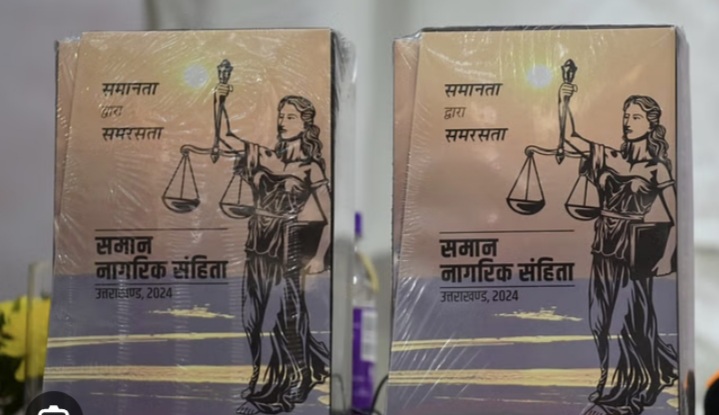 समानता
द्वारा
समरसता
समान
नागरिक संहिता
उत्तराखण्ड, 2024
समानता
द्वारा
समरसता
समान
नागरिक संहिता
उत्तराखण्ड, 2024